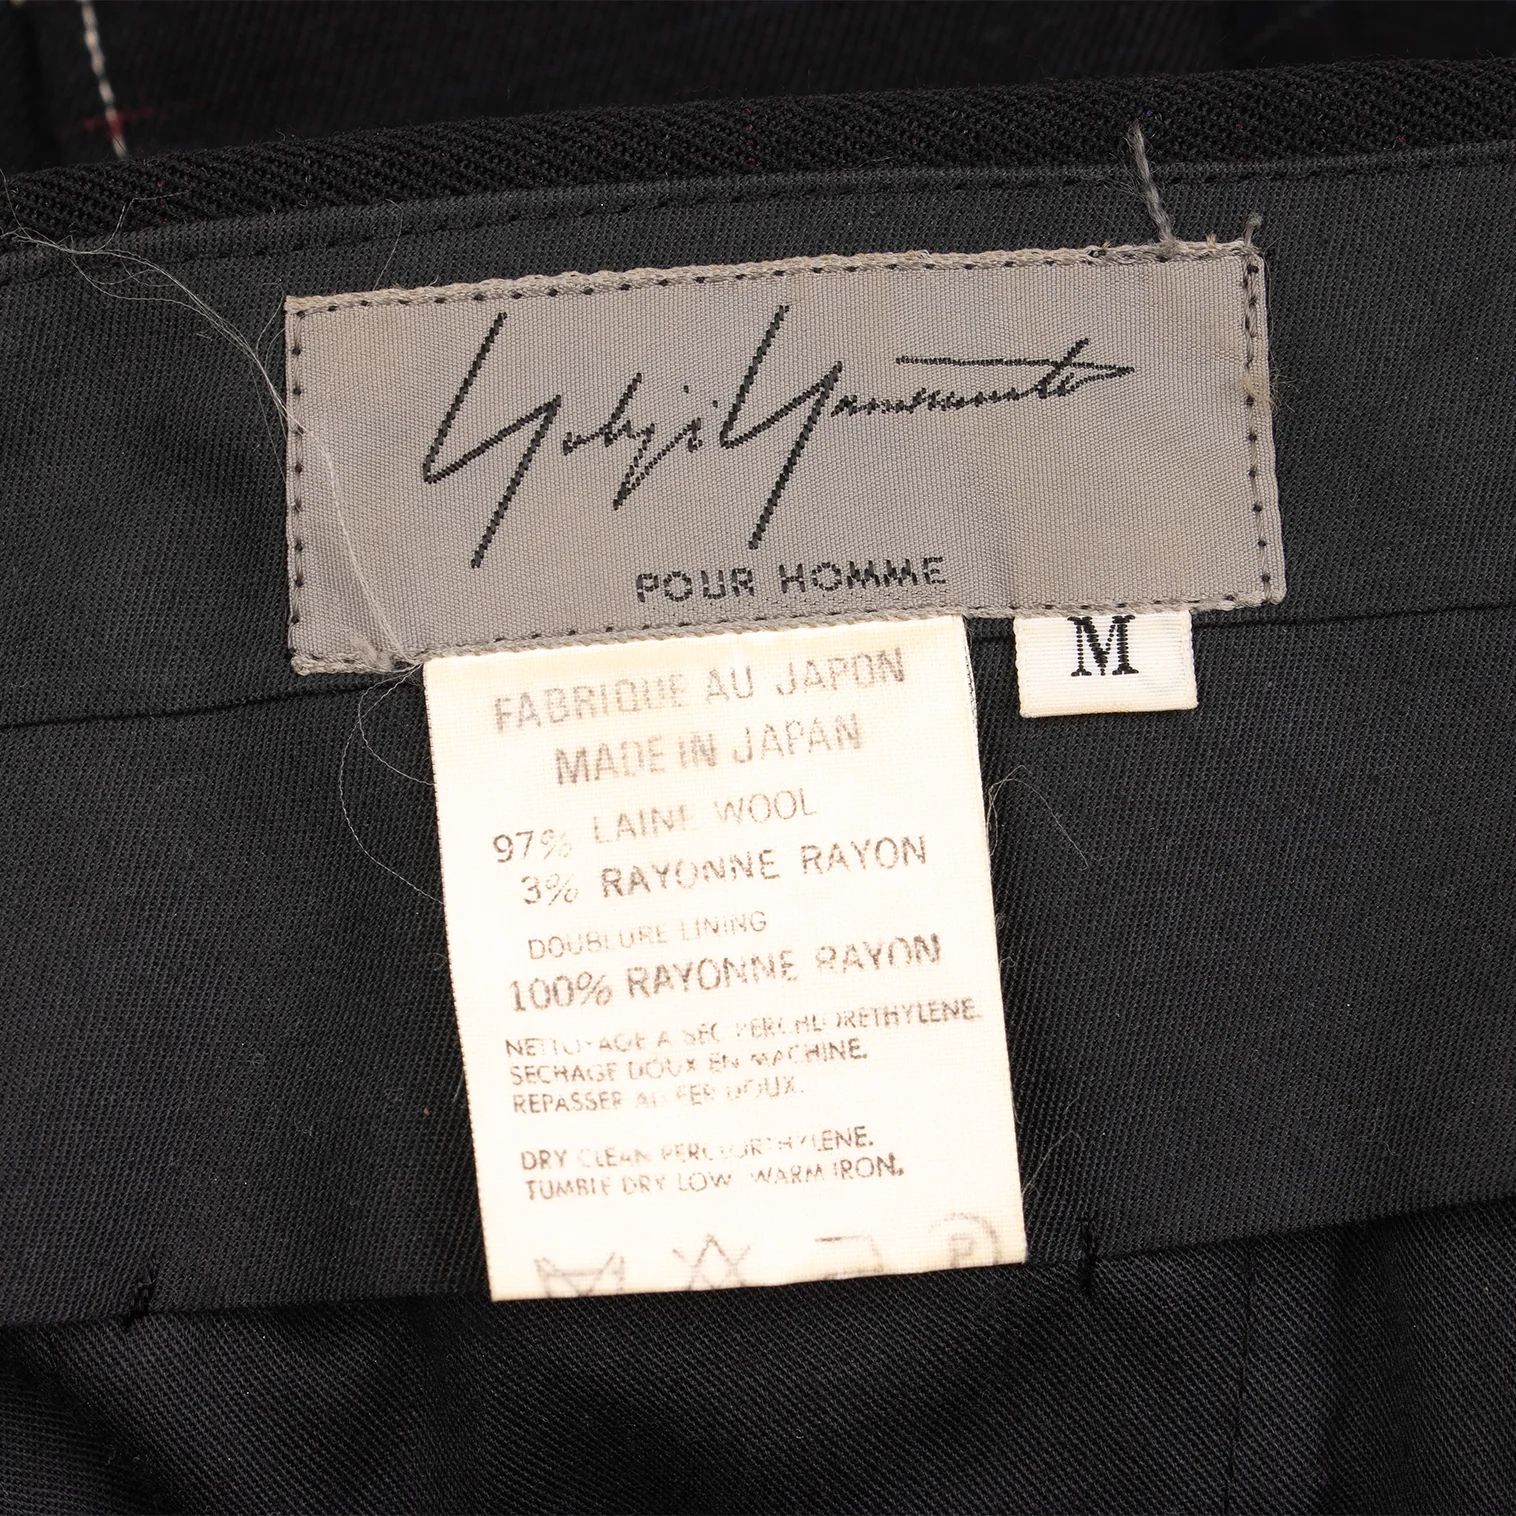 Yohji Yamamoto
POUR HOMME
M
FABRIQUE AU JAPON
MADE IN JAPAN
97% LAINE WOOL
3% RAYONNE RAYON
DOUBLURE LINING
100% RAYONNE RAYON
NETTOYAGE A SEC PERCHLORETHYLENE.
SECHAGE DOUX EN MACHINE.
REPASSER AU FER DOUX.
DRY CLEAN PERCLORTHYLENE.
TUMBLE DRY LOW WARM IRON.
P